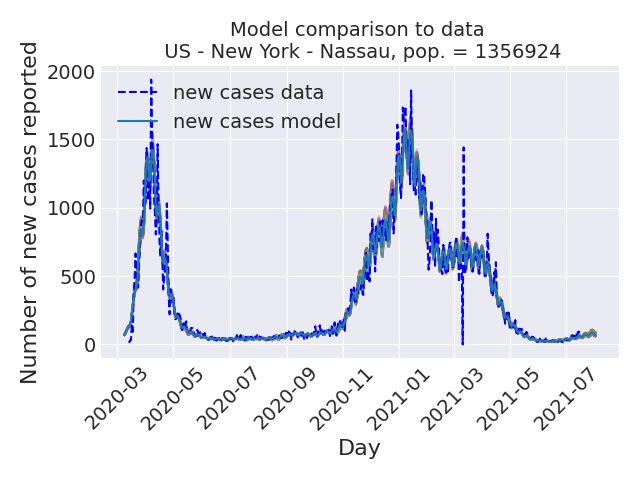 Model comparison to data
US - New York - Nassau, pop. = 1356924
Number of new cases reported
2000
1500
1000
500
0
new cases data
new cases model
2020-03
2020-05
2020-07
2020-09
2020-11
2021-01
2021-03
2021-05
2021-07
Day